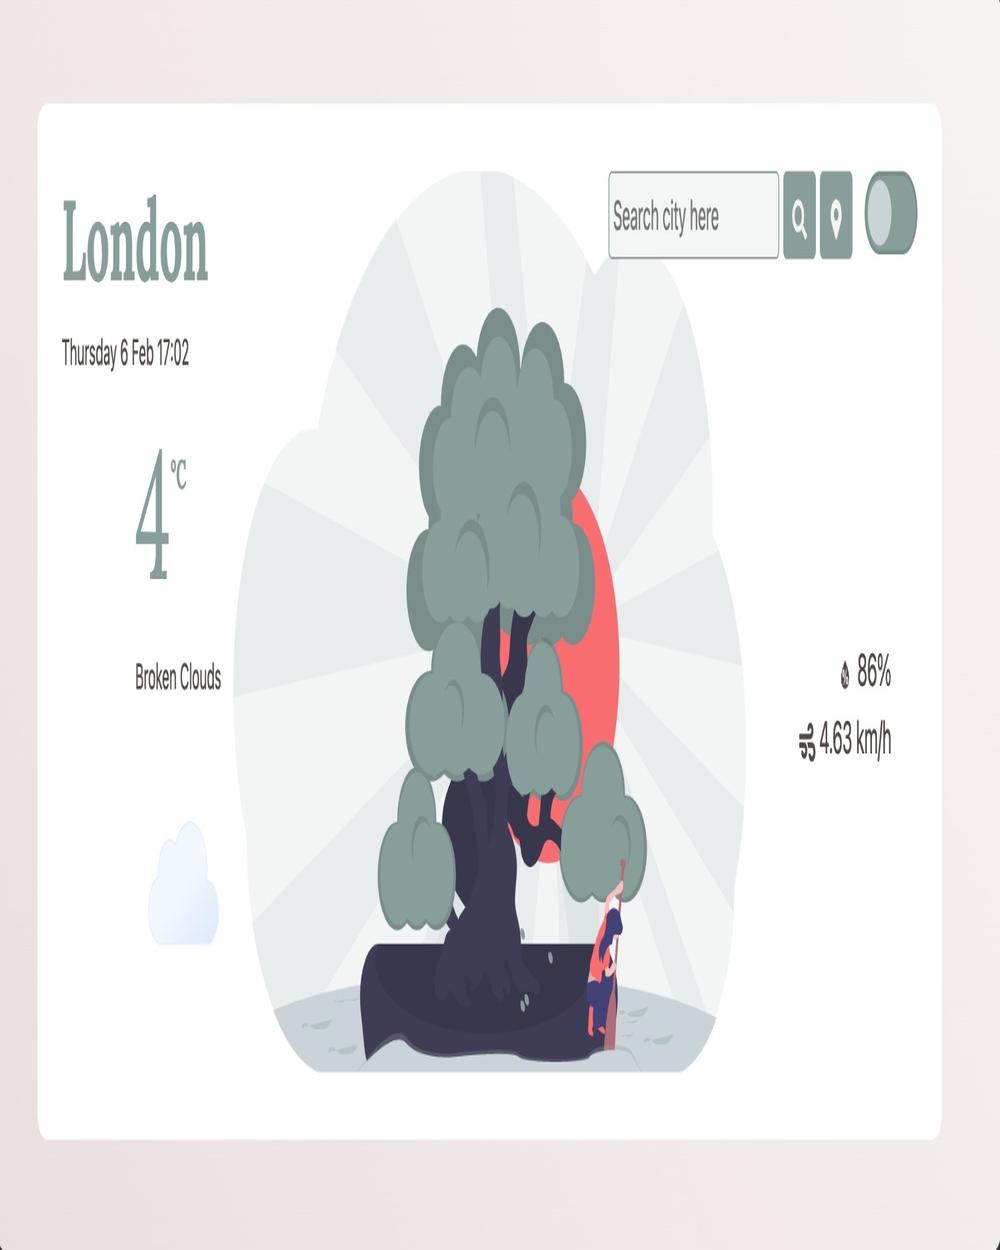 London
Search city here
Thursday 6 Feb 17:02
4°C
Broken Clouds
86%
4.63 km/h